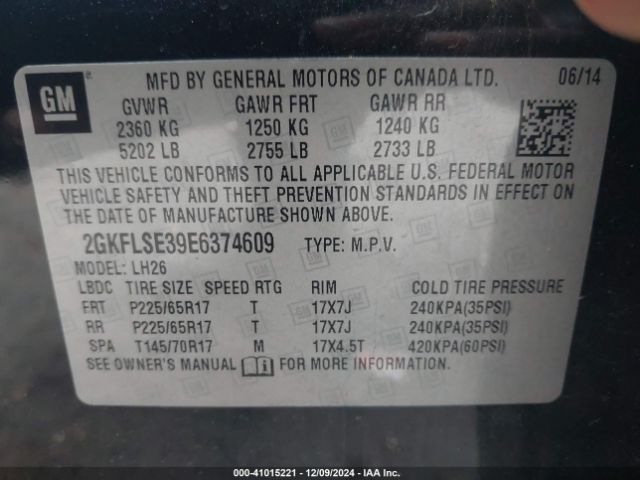 GM® MFD BY GENERAL MOTORS OF CANADA LTD. 06/14
GVWR GAWR FRT GAWR RR
2360 KG 1250 KG 1240 KG
5202 LB 2755 LB 2733 LB
THIS VEHICLE CONFORMS TO ALL APPLICABLE U.S. FEDERAL MOTOR
VEHICLE SAFETY AND THEFT PREVENTION STANDARDS IN EFFECT ON
THE DATE OF MANUFACTURE SHOWN ABOVE.
2GKFLSE39E6374609 TYPE: M.P.V.
MODEL: LH26
LBDC TIRE SIZE SPEED RTG RIM COLD TIRE PRESSURE
FRT P225/65R17 T 17X7J 240KPA(35PSI)
RR P225/65R17 T 17X7J 240KPA(35PSI)
SPA T145/70R17 M 17X4.5T 420KPA(60PSI)
SEE OWNER'S MANUAL FOR MORE INFORMATION
000-41015221 - 12/09/2024 - IAA Inc.